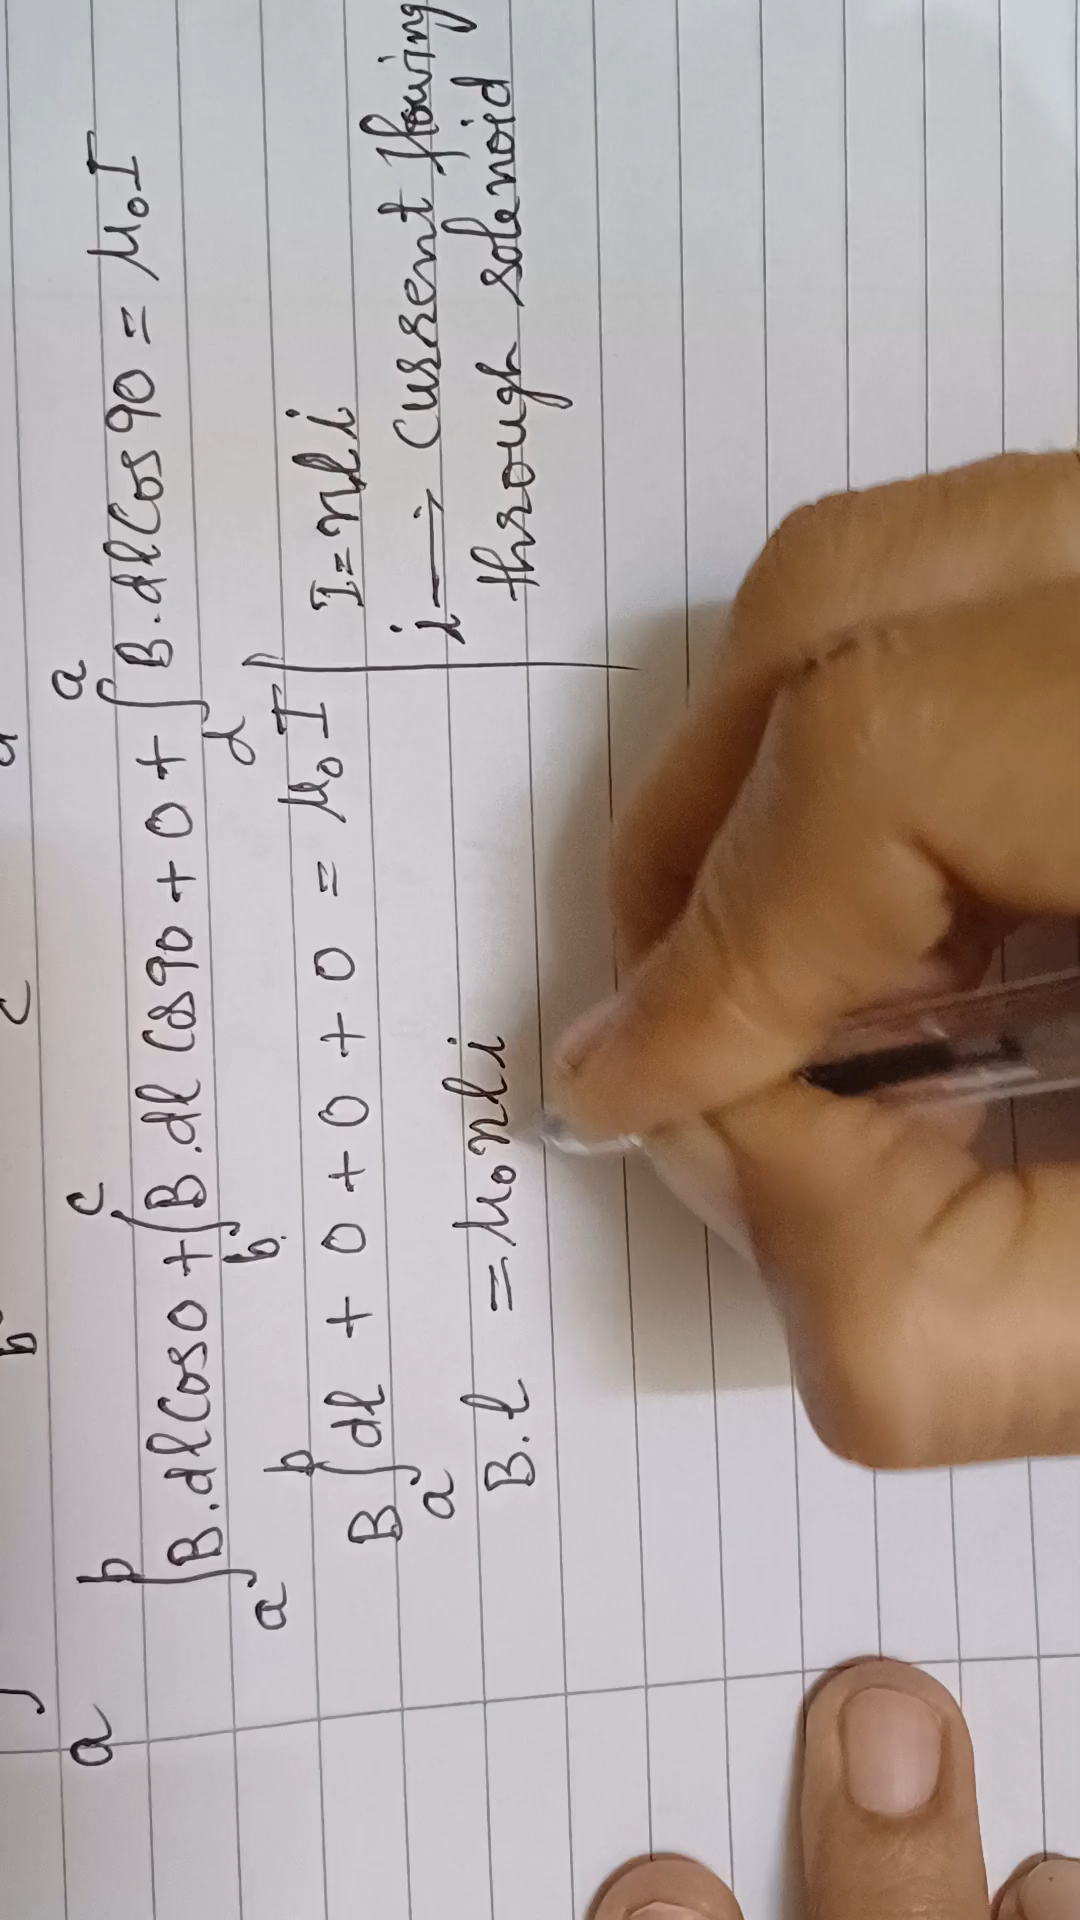 b c a
∫ B.dl Cos0 + ∫ B.dl Cos90 + 0 + ∫ B.dl Cos90 = μ₀I
a b d
b
B ∫ dl + 0 + 0 + 0 = μ₀I
a
B.l = μ₀nli
I = nli
i → Current flowing
through solenoid